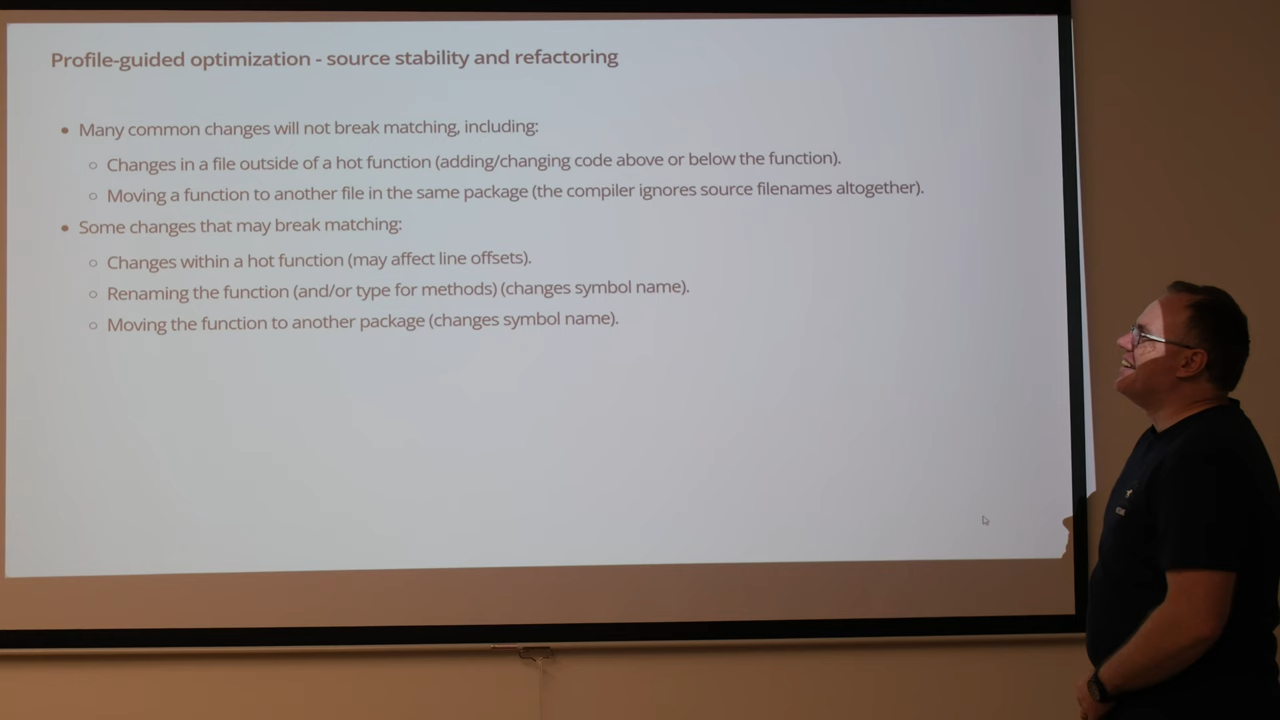 Profile-guided optimization - source stability and refactoring
• Many common changes will not break matching, including:
○ Changes in a file outside of a hot function (adding/changing code above or below the function).
○ Moving a function to another file in the same package (the compiler ignores source filenames altogether).
• Some changes that may break matching:
○ Changes within a hot function (may affect line offsets).
○ Renaming the function (and/or type for methods) (changes symbol name).
○ Moving the function to another package (changes symbol name).